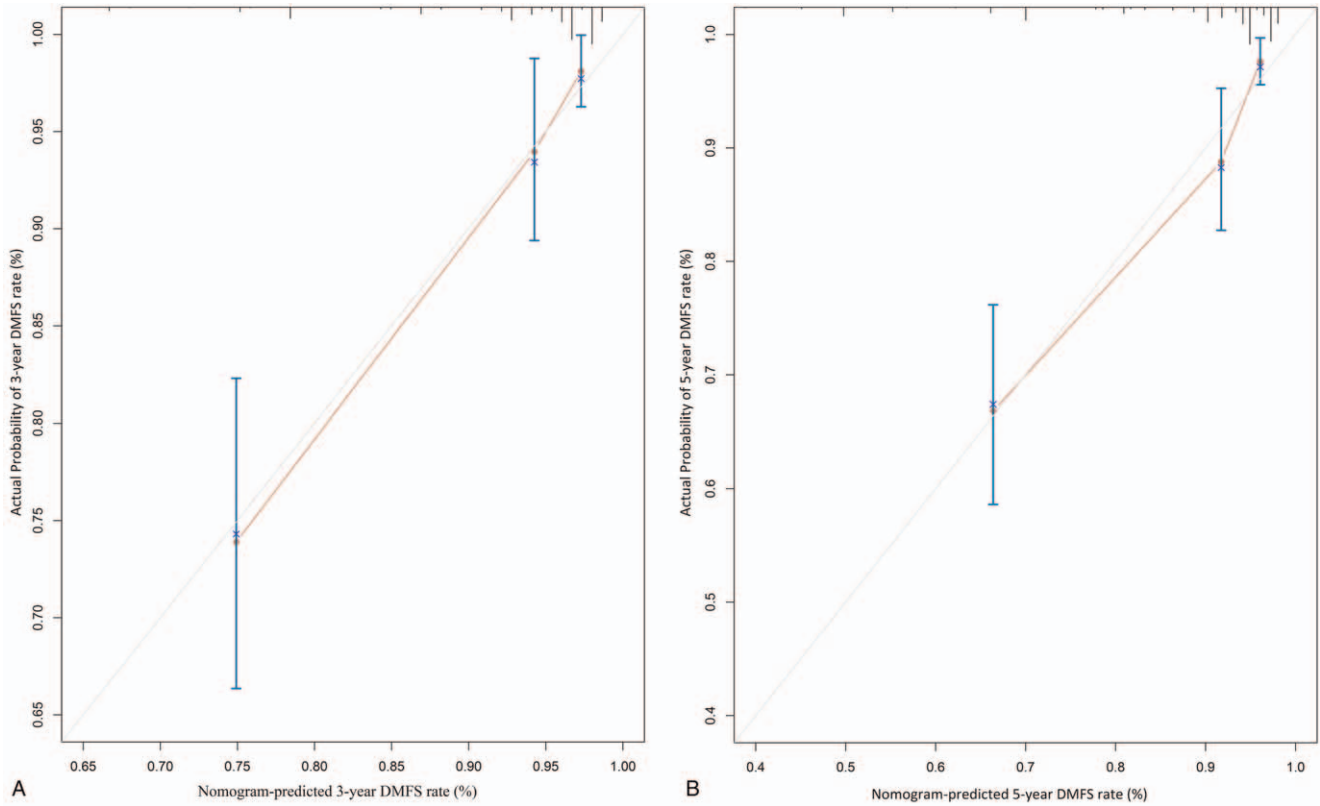 1.00
0.95
0.90
0.85
0.80
0.75
0.70
0.65
Actual Probability of 3-year DMFS rate (%)
0.65 0.70 0.75 0.80 0.85 0.90 0.95 1.00
Nomogram-predicted 3-year DMFS rate (%)
A
1.0
0.9
0.8
0.7
0.6
0.5
0.4
Actual Probability of 5-year DMFS rate (%)
0.4 0.5 0.6 0.7 0.8 0.9 1.0
Nomogram-predicted 5-year DMFS rate (%)
B